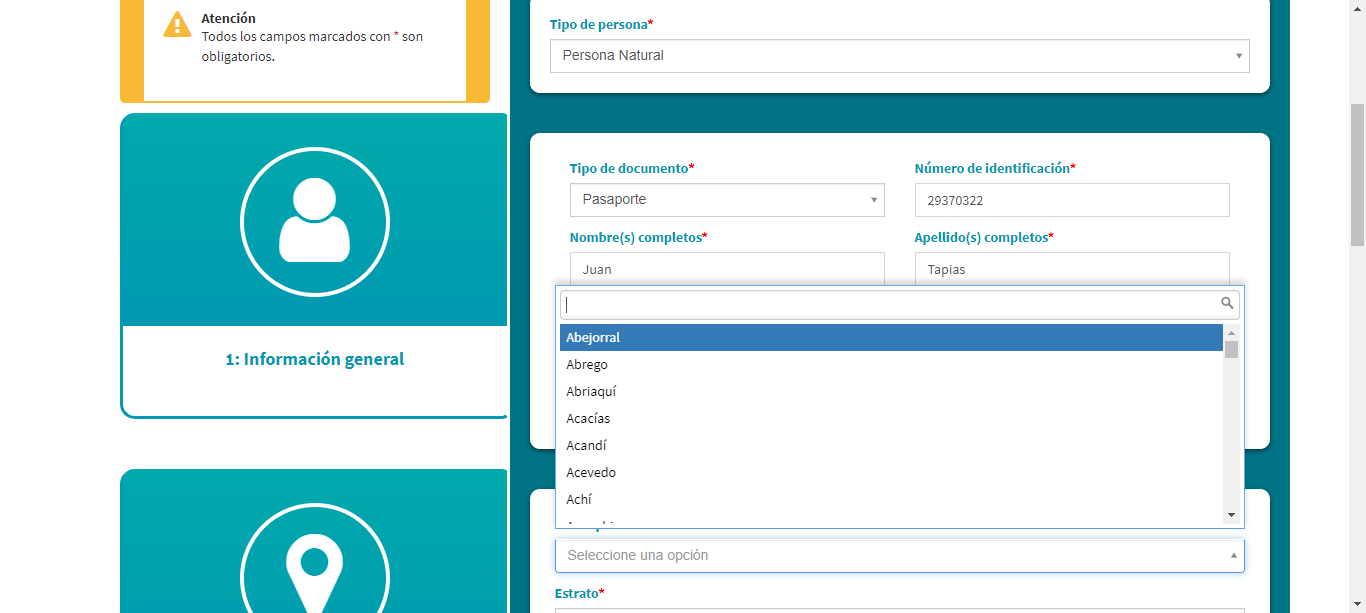 Atención
Todos los campos marcados con * son
obligatorios.
Tipo de persona*
Persona Natural
1: Información general
Tipo de documento*
Número de identificación*
Pasaporte
29370322
Nombre(s) completos*
Apellido(s) completos*
Juan
Tapias
Abejorral
Abrego
Abriaquí
Acacías
Acandí
Acevedo
Achí
Seleccione una opción
Estrato*